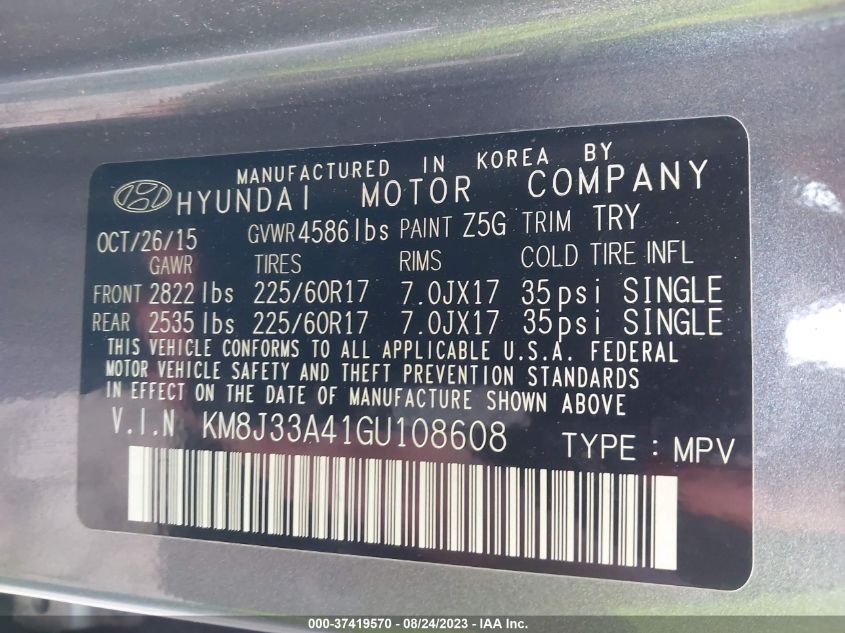 MANUFACTURED IN KOREA BY
HYUNDAI MOTOR COMPANY
OCT/26/15 GVWR 4586 lbs PAINT Z5G TRIM TRY
GAWR TIRES RIMS COLD TIRE INFL
FRONT 2822 lbs 225/60R17 7.0JX17 35psi SINGLE
REAR 2535 lbs 225/60R17 7.0JX17 35psi SINGLE
THIS VEHICLE CONFORMS TO ALL APPLICABLE U.S.A. FEDERAL
MOTOR VEHICLE SAFETY AND THEFT PREVENTION STANDARDS
IN EFFECT ON THE DATE OF MANUFACTURE SHOWN ABOVE
V.I.N KM8J33A41GU108608 TYPE : MPV
000-37419570 - 08/24/2023 - IAA Inc.